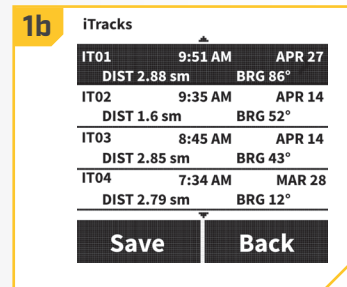 1b
iTracks
IT01 9:51 AM APR 27
DIST 2.88 sm BRG 86°
IT02 9:35 AM APR 14
DIST 1.6 sm BRG 52°
IT03 8:45 AM APR 14
DIST 2.85 sm BRG 43°
IT04 7:34 AM MAR 28
DIST 2.79 sm BRG 12°
Save Back